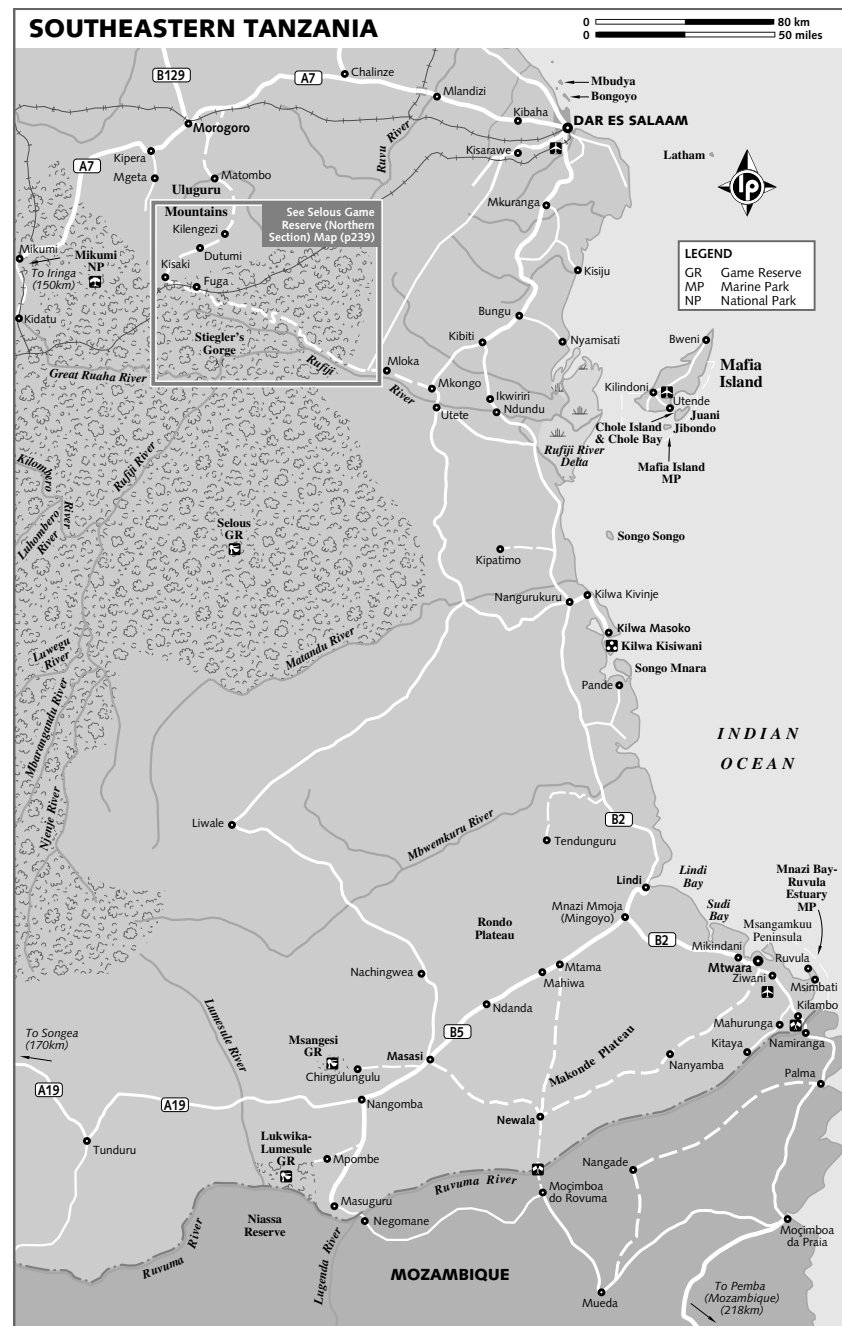 SOUTHEASTERN TANZANIA
0 80 km
0 50 miles
B129
A7
Chalinze
Mlandizi
Mbudya
Bongoyo
Kibaha
DAR ES SALAAM
Morogoro
Ruvu River
Kisarawe
Latham
lp
Kipera
A7
Mgeta
Uluguru
Mountains
Matombo
Mkuranga
See Selous Game
Reserve (Northern
Section) Map (p239)
Kilengezi
Dutumi
Mikumi
To Iringa
(150km)
Mikumi
NP
Kisaki
Fuga
Kisiju
LEGEND
GR Game Reserve
MP Marine Park
NP National Park
Kidatu
Bungu
Stiegler's
Gorge
Kibiti
Nyamisati
Bweni
Mafia
Island
Great Ruaha River
Rufiji
River
Mloka
Mkongo
Kilindoni
Utende
Ikwiriri
Utete
Ndundu
Juani
Chole Island
& Chole Bay
Jibondo
Rufiji River
Delta
Mafia Island
MP
Kilombero
River
Rufiji River
Luhombero
River
Selous
GR
Songo Songo
Kipatimo
Nangurukuru
Kilwa Kivinje
Kilwa Masoko
Kilwa Kisiwani
Luwegu
River
Matandu River
Songo Mnara
Pande
Mbarangandu River
INDIAN
OCEAN
Njenje River
Liwale
Mbwemkuru River
B2
Tendunguru
Lindi
Lindi
Bay
Mnazi Bay-
Ruvula
Estuary
MP
Mnazi Mmoja
(Mingoyo)
Sudi
Bay
Rondo
Plateau
B2
Msangamkuu
Peninsula
Mikindani
Mtwara
Ruvula
Nachingwea
Mtama
Mahiwa
Ziwani
Msimbati
Ndanda
Kilambo
Lumesule River
Mahurunga
To Songea
(170km)
Msangesi
GR
B5
Masasi
Makonde Plateau
Kitaya
Namiranga
Chingulungulu
Nanyamba
Palma
A19
A19
Nangomba
Newala
Tunduru
Lukwika-
Lumesule
GR
Mpombe
Nangade
Ruvuma River
Moçimboa
do Rovuma
Masuguru
Negomane
Niassa
Reserve
Moçimboa
da Praia
Ruvuma River
Lugenda River
MOZAMBIQUE
Mueda
To Pemba
(Mozambique)
(218km)